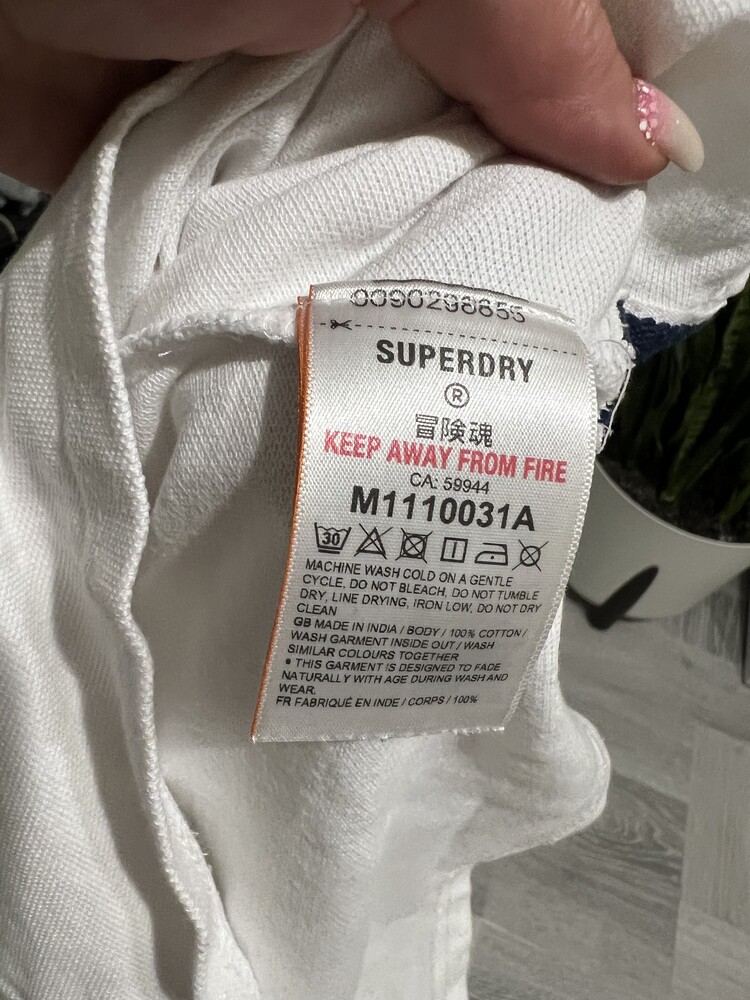 0090298655
SUPERDRY
®
冒険魂
KEEP AWAY FROM FIRE
CA: 59944
M1110031A
30
MACHINE WASH COLD ON A GENTLE
CYCLE, DO NOT BLEACH, DO NOT TUMBLE
DRY, LINE DRYING, IRON LOW, DO NOT DRY
CLEAN
GB MADE IN INDIA / BODY / 100% COTTON /
WASH GARMENT INSIDE OUT / WASH
SIMILAR COLOURS TOGETHER
* THIS GARMENT IS DESIGNED TO FADE
NATURALLY WITH AGE DURING WASH AND
WEAR.
FR FABRIQUÉ EN INDE / CORPS / 100%